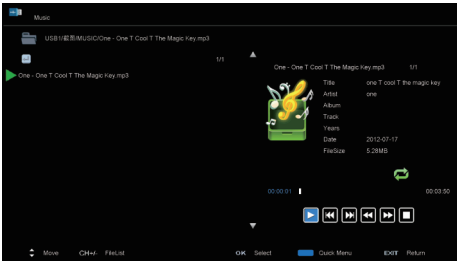 Music
USB1/截图/MUSIC/One - One T Cool T The Magic Key.mp3
1/1
One - One T Cool T The Magic Key.mp3
One - One T Cool T The Magic Key.mp3 1/1
Title one T cool T the magic key
Artist one
Album
Track
Years
Date 2012-07-17
FileSize 5.28MB
00:00:01 00:03:50
Move CH+/- FileList OK Select Quick Menu EXIT Return